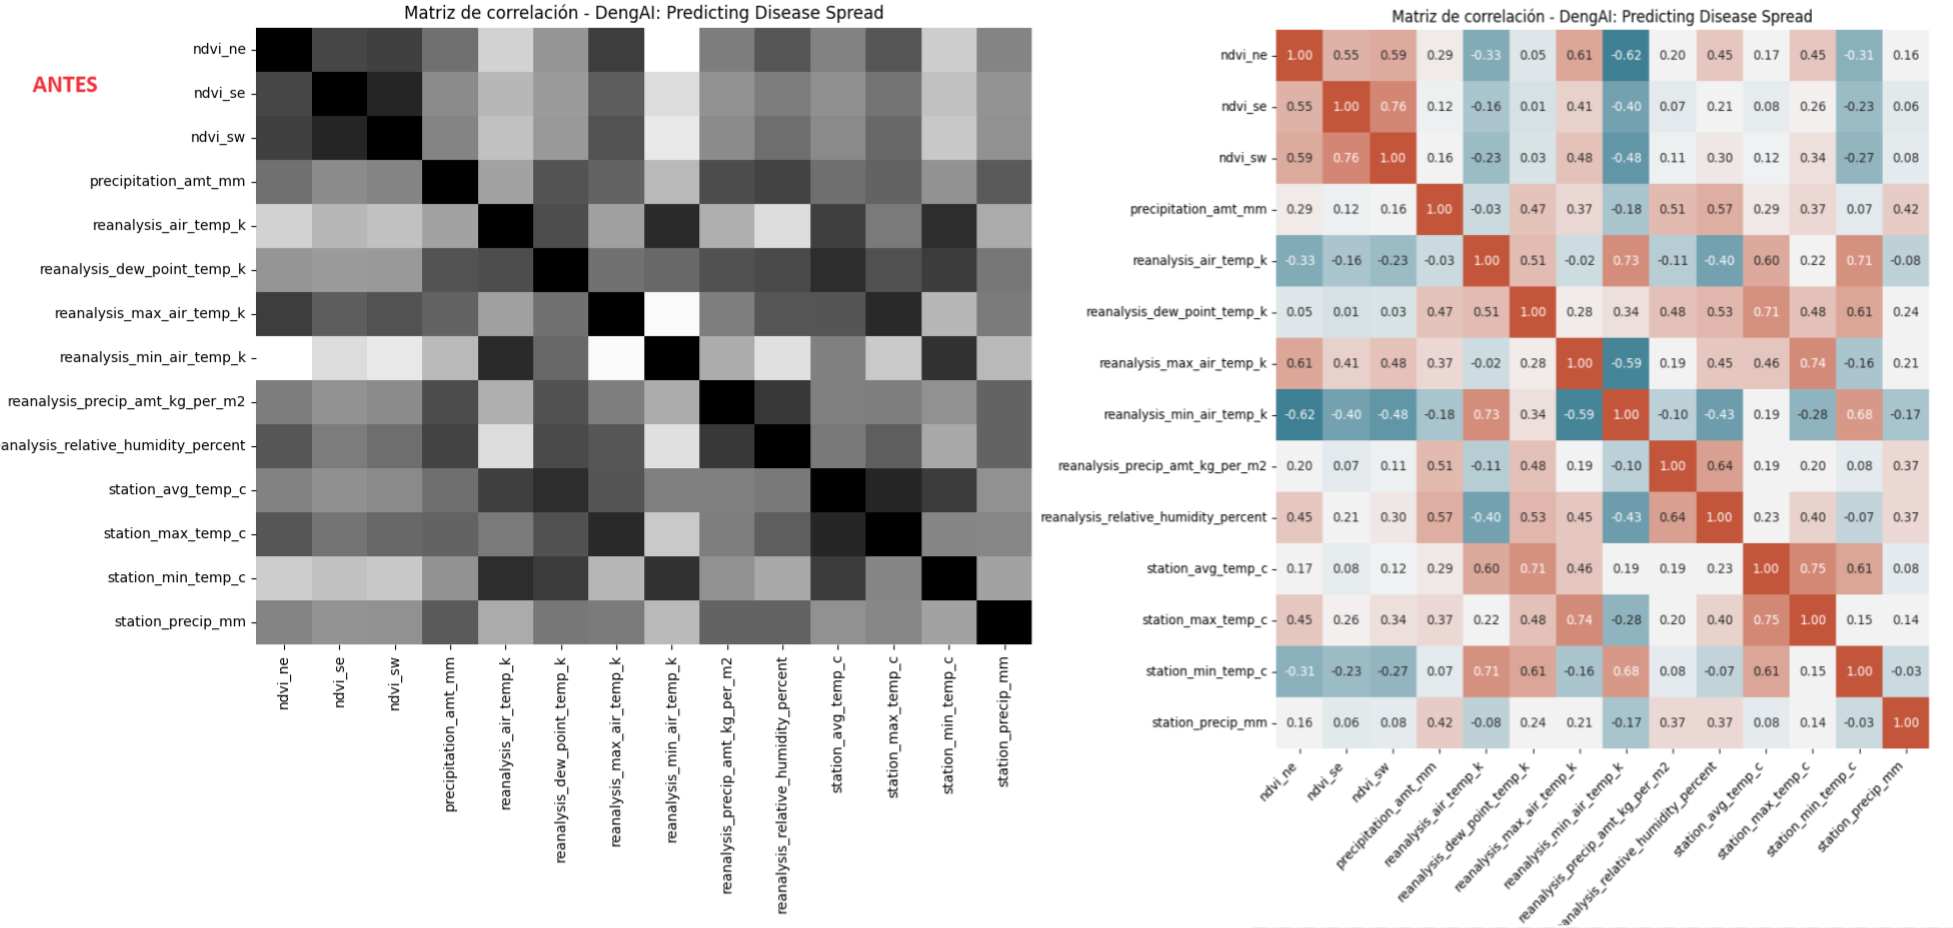 Matriz de correlación - DengAI: Predicting Disease Spread
ANTES
ndvi_ne
ndvi_se
ndvi_sw
precipitation_amt_mm
reanalysis_air_temp_k
reanalysis_dew_point_temp_k
reanalysis_max_air_temp_k
reanalysis_min_air_temp_k
reanalysis_precip_amt_kg_per_m2
analysis_relative_humidity_percent
station_avg_temp_c
station_max_temp_c
station_min_temp_c
station_precip_mm
ndvi_ne
ndvi_se
ndvi_sw
precipitation_amt_mm
reanalysis_air_temp_k
reanalysis_dew_point_temp_k
reanalysis_max_air_temp_k
reanalysis_min_air_temp_k
reanalysis_precip_amt_kg_per_m2
reanalysis_relative_humidity_percent
station_avg_temp_c
station_max_temp_c
station_min_temp_c
station_precip_mm
Matriz de correlación - DengAI: Predicting Disease Spread
ndvi_ne 1.00 0.55 0.59 0.29 -0.33 0.05 0.61 -0.62 0.20 0.45 0.17 0.45 -0.31 0.16
ndvi_se 0.55 1.00 0.76 0.12 -0.16 0.01 0.41 -0.40 0.07 0.21 0.08 0.26 -0.23 0.06
ndvi_sw 0.59 0.76 1.00 0.16 -0.23 0.03 0.48 -0.48 0.11 0.30 0.12 0.34 -0.27 0.08
precipitation_amt_mm 0.29 0.12 0.16 1.00 -0.03 0.47 0.37 -0.18 0.51 0.57 0.29 0.37 0.07 0.42
reanalysis_air_temp_k -0.33 -0.16 -0.23 -0.03 1.00 0.51 -0.02 0.73 -0.11 -0.40 0.60 0.22 0.71 -0.08
reanalysis_dew_point_temp_k 0.05 0.01 0.03 0.47 0.51 1.00 0.28 0.34 0.48 0.53 0.71 0.48 0.61 0.24
reanalysis_max_air_temp_k 0.61 0.41 0.48 0.37 -0.02 0.28 1.00 -0.59 0.19 0.45 0.46 0.74 -0.16 0.21
reanalysis_min_air_temp_k -0.62 -0.40 -0.48 -0.18 0.73 0.34 -0.59 1.00 -0.10 -0.43 0.19 -0.28 0.68 -0.17
reanalysis_precip_amt_kg_per_m2 0.20 0.07 0.11 0.51 -0.11 0.48 0.19 -0.10 1.00 0.64 0.19 0.20 0.08 0.37
reanalysis_relative_humidity_percent 0.45 0.21 0.30 0.57 -0.40 0.53 0.45 -0.43 0.64 1.00 0.23 0.40 -0.07 0.37
station_avg_temp_c 0.17 0.08 0.12 0.29 0.60 0.71 0.46 0.19 0.19 0.23 1.00 0.75 0.61 0.08
station_max_temp_c 0.45 0.26 0.34 0.37 0.22 0.48 0.74 -0.28 0.20 0.40 0.75 1.00 0.15 0.14
station_min_temp_c -0.31 -0.23 -0.27 0.07 0.71 0.61 -0.16 0.68 0.08 -0.07 0.61 0.15 1.00 -0.03
station_precip_mm 0.16 0.06 0.08 0.42 -0.08 0.24 0.21 -0.17 0.37 0.37 0.08 0.14 -0.03 1.00
ndvi_ne
ndvi_se
ndvi_sw
precipitation_amt_mm
reanalysis_air_temp_k
reanalysis_dew_point_temp_k
reanalysis_max_air_temp_k
reanalysis_min_air_temp_k
reanalysis_precip_amt_kg_per_m2
analysis_relative_humidity_percent
station_avg_temp_c
station_max_temp_c
station_min_temp_c
station_precip_mm